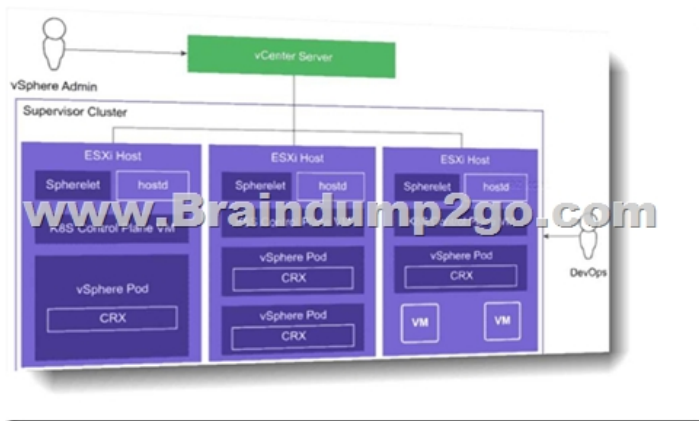 vCenter Server
vSphere Admin
Supervisor Cluster
ESXi Host
Spherelet
hostd
K8S Control Plane VM
vSphere Pod
CRX
ESXi Host
Spherelet
hostd
vSphere Pod
CRX
vSphere Pod
CRX
ESXi Host
Spherelet
hostd
vSphere Pod
CRX
VM
VM
DevOps
www.Braindump2go.com